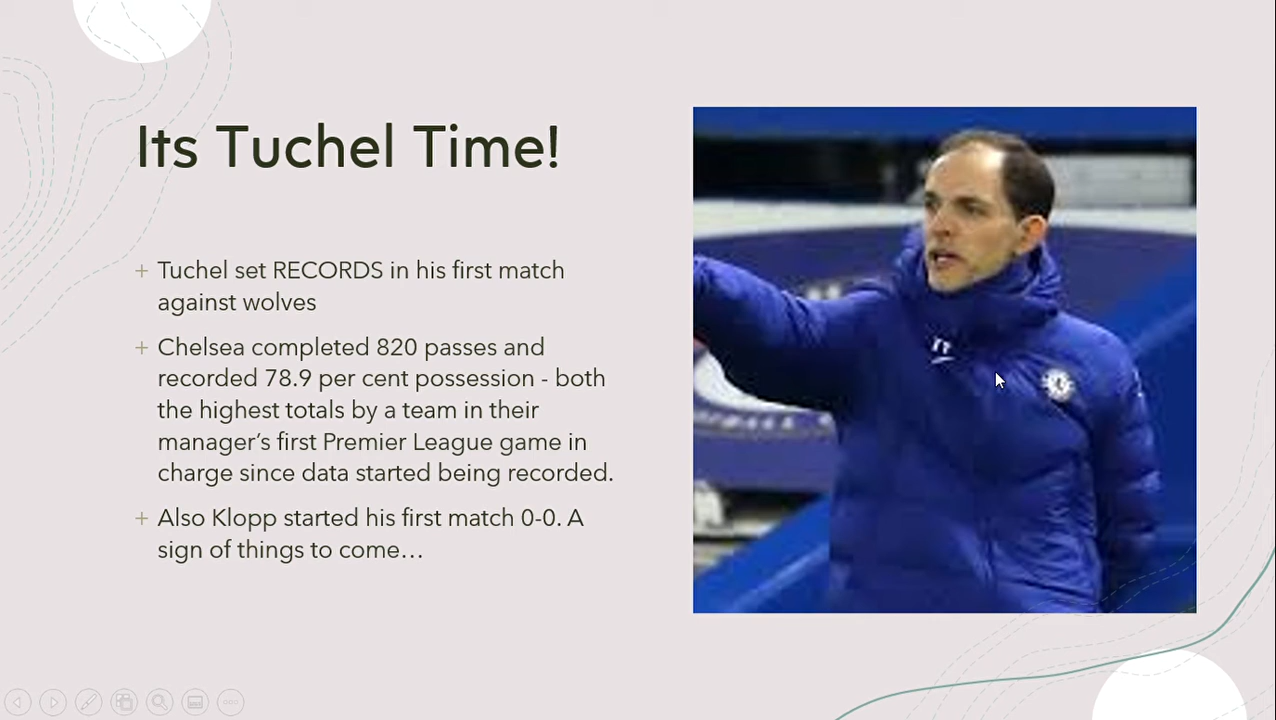 Its Tuchel Time!
+ Tuchel set RECORDS in his first match
against wolves
+ Chelsea completed 820 passes and
recorded 78.9 per cent possession - both
the highest totals by a team in their
manager’s first Premier League game in
charge since data started being recorded.
+ Also Klopp started his first match 0-0. A
sign of things to come…
TT